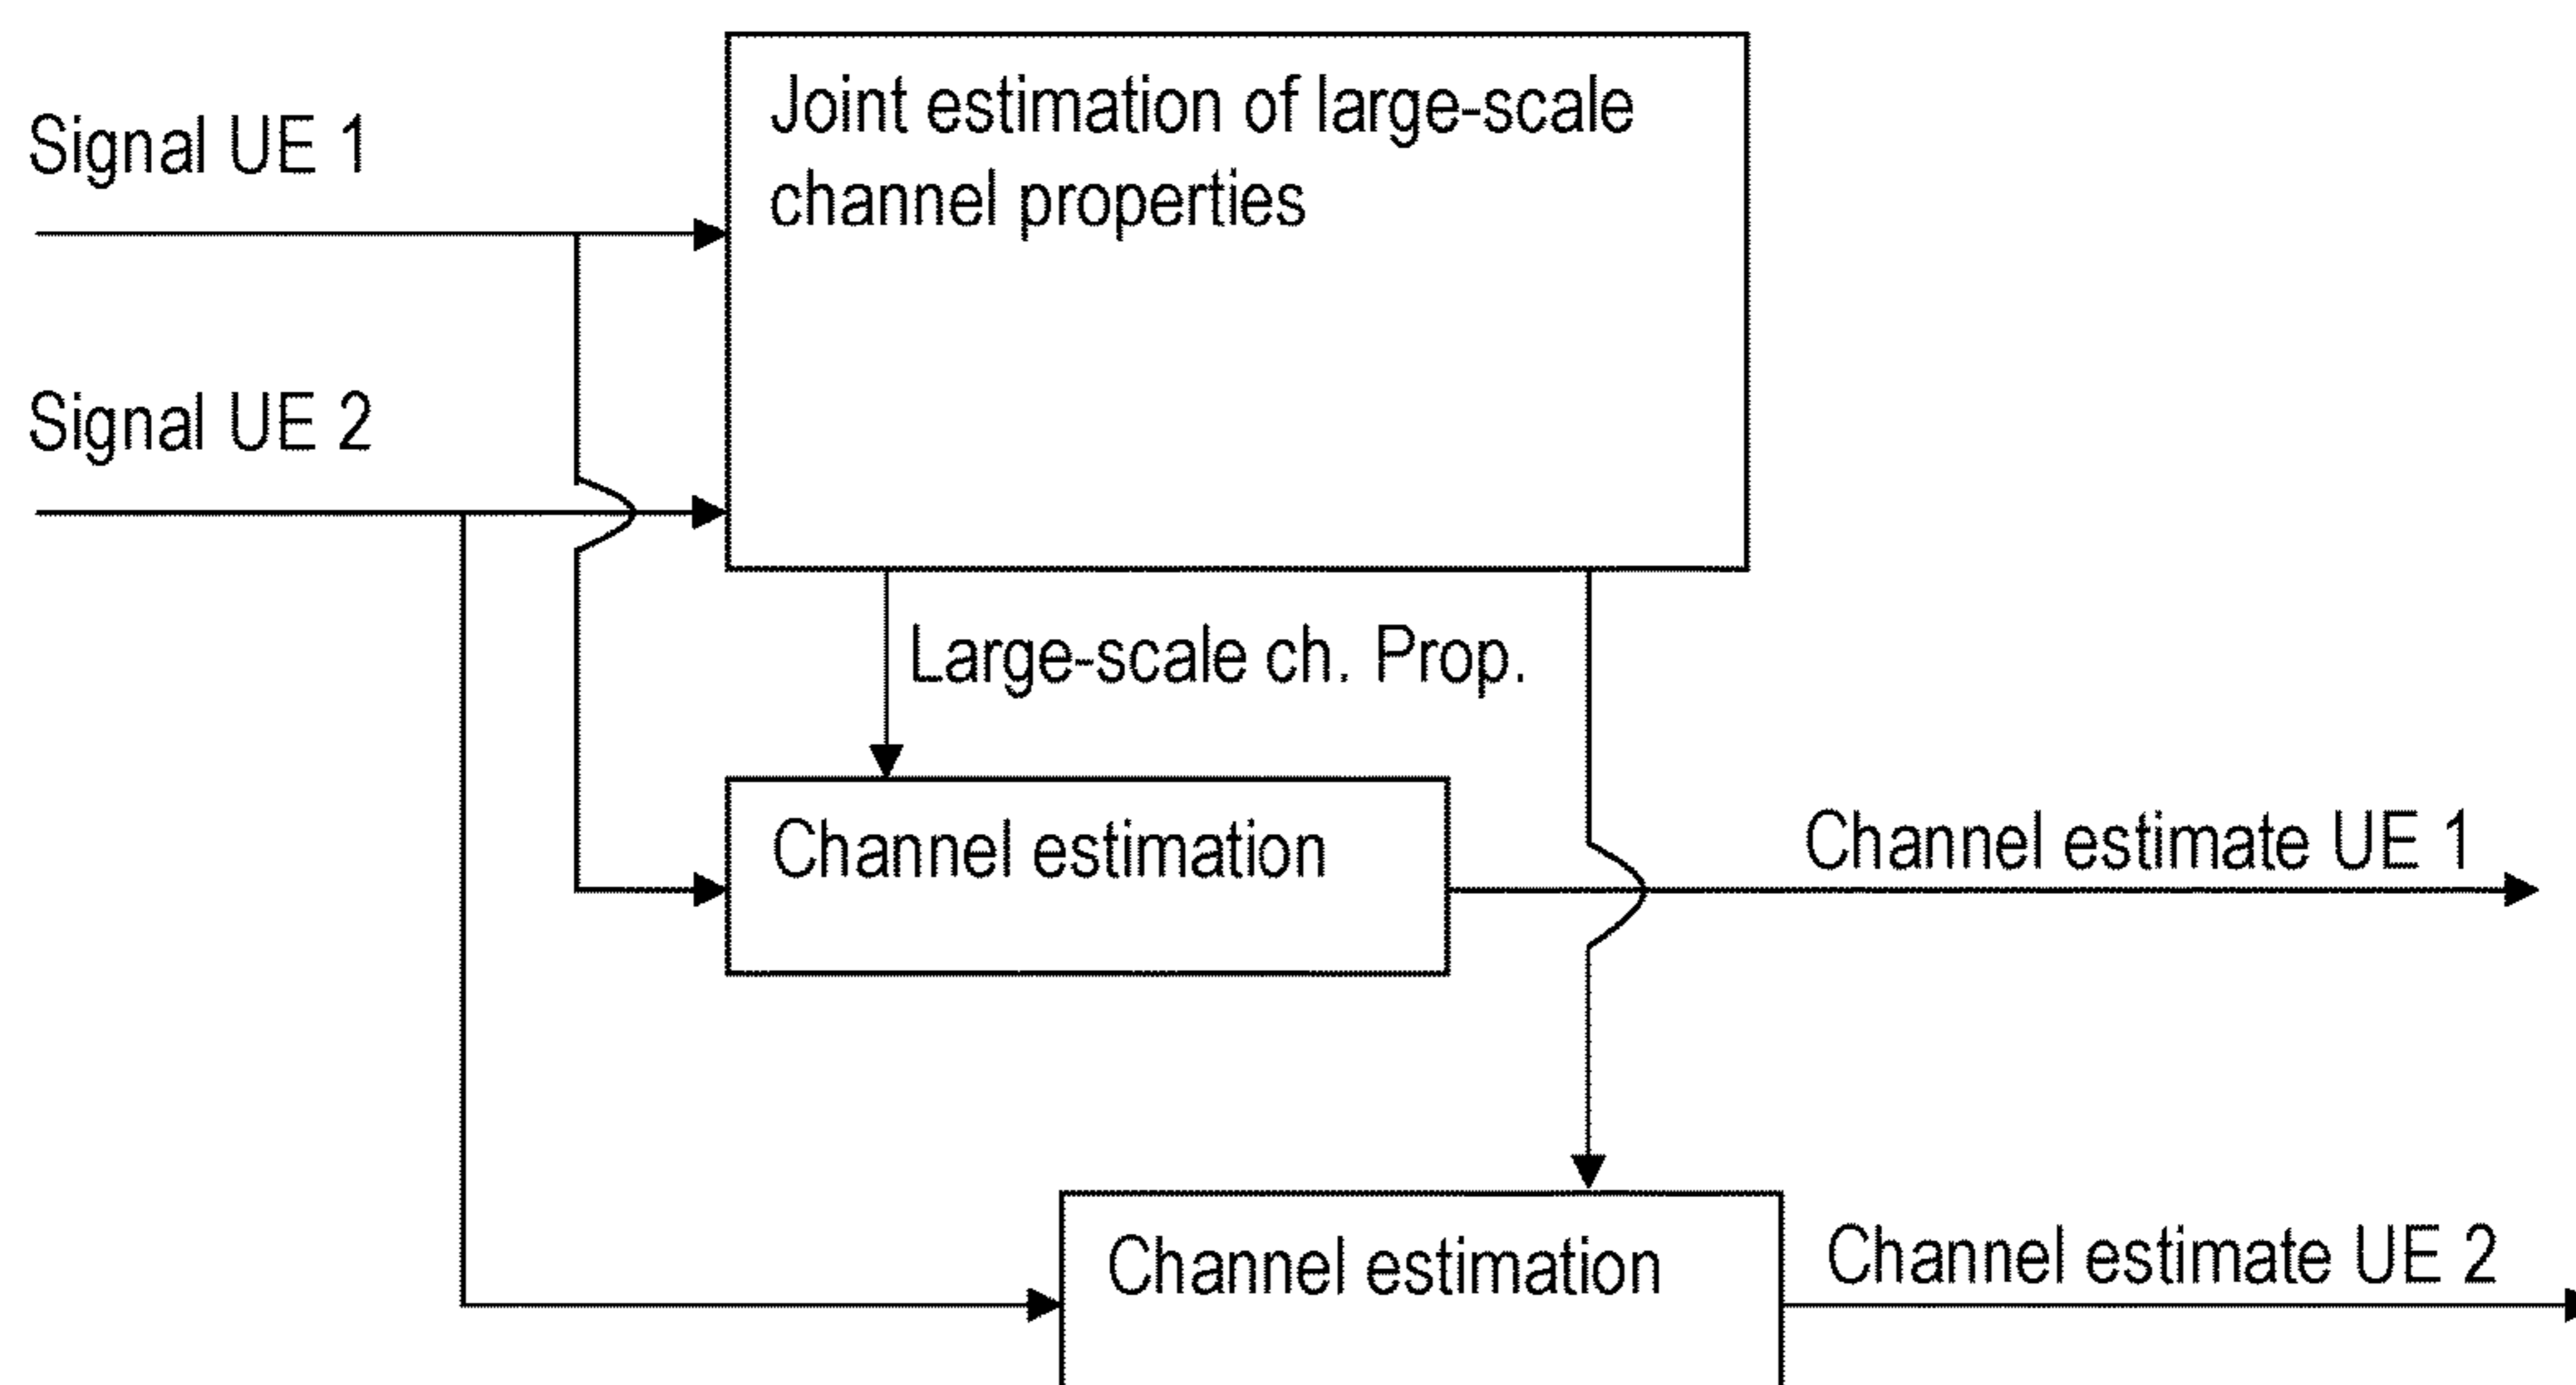 Joint estimation of large-scale
channel properties
Signal UE 1
Signal UE 2
Large-scale ch. Prop.
Channel estimation
Channel estimate UE 1
Channel estimation
Channel estimate UE 2